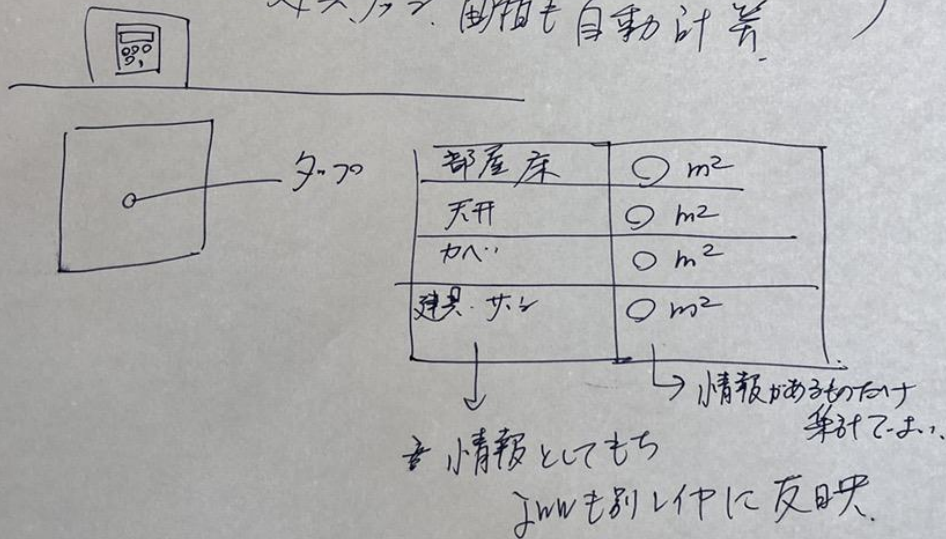 面積も自動計算
タップ
部屋 床 ○ m²
天井 ○ m²
カベ ○ m²
建具・サッシ ○ m²
→情報があるものだけ
集計でよい。
情報としてもち
jwwも別レイヤに反映